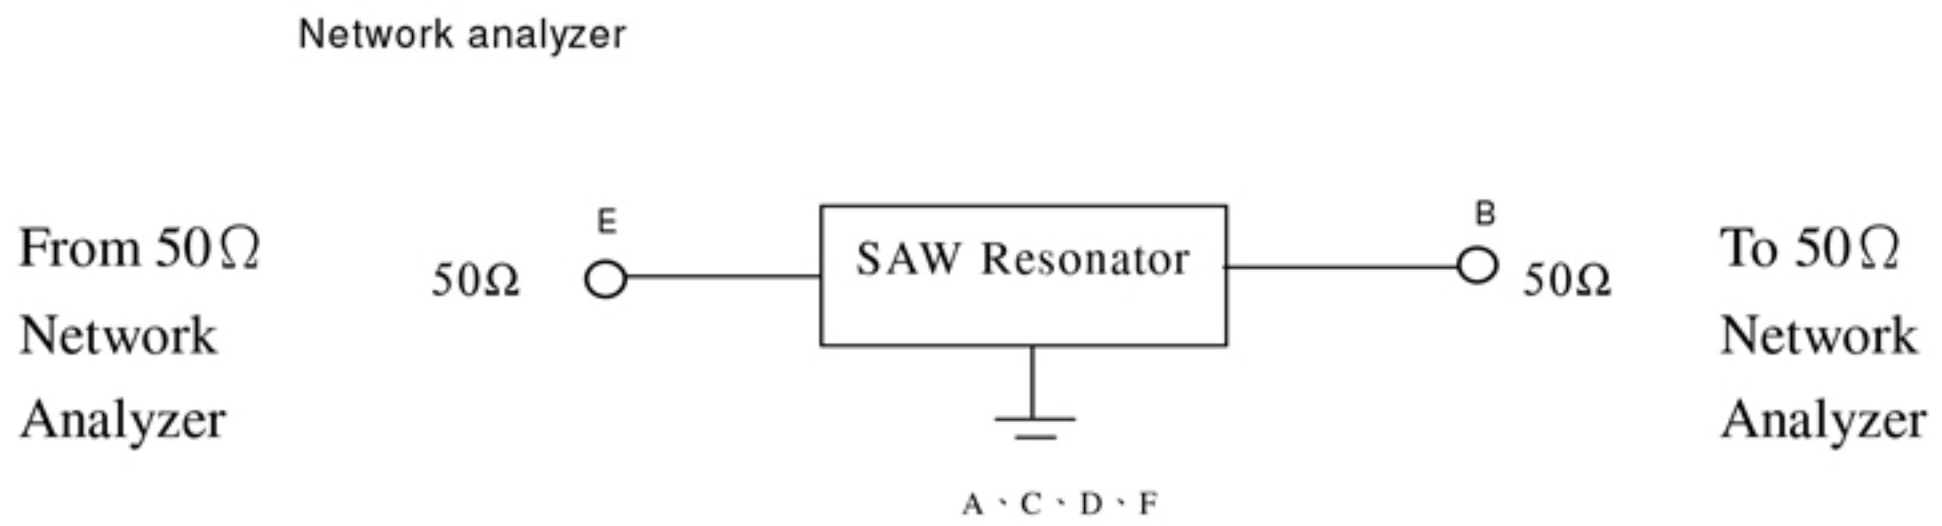 Network analyzer
From 50Ω
Network
Analyzer
50Ω
E
SAW Resonator
B
50Ω
To 50Ω
Network
Analyzer
A、C、D、F